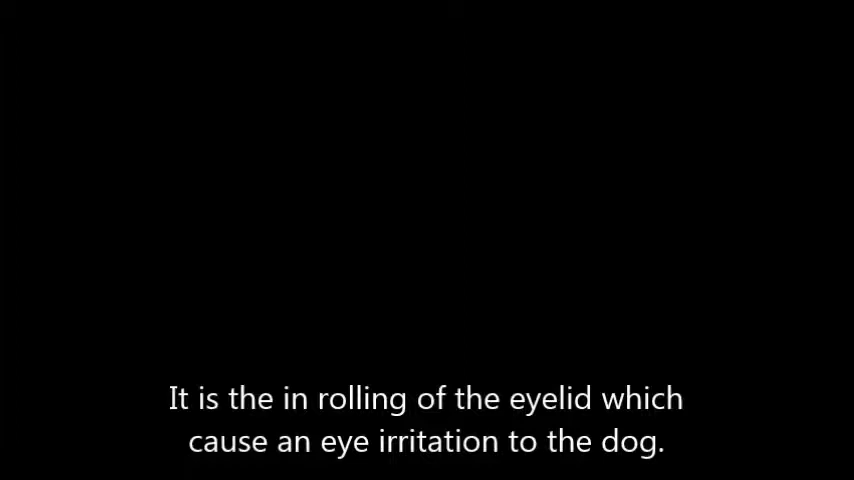 It is the in rolling of the eyelid which
cause an eye irritation to the dog.